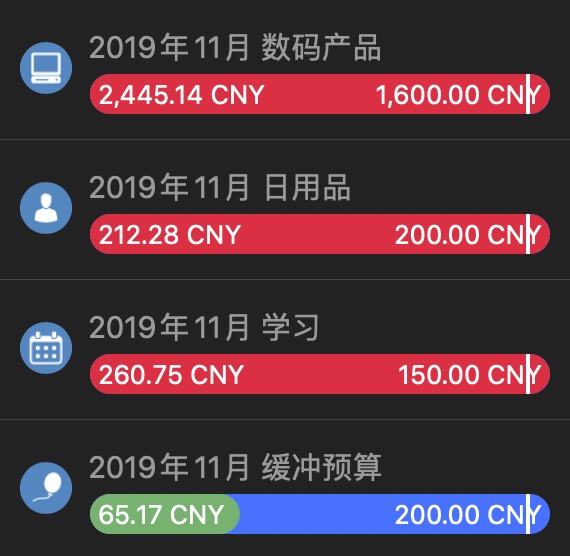 2019年11月 数码产品
2,445.14 CNY 1,600.00 CNY
2019年11月 日用品
212.28 CNY 200.00 CNY
2019年11月 学习
260.75 CNY 150.00 CNY
2019年11月 缓冲预算
65.17 CNY 200.00 CNY